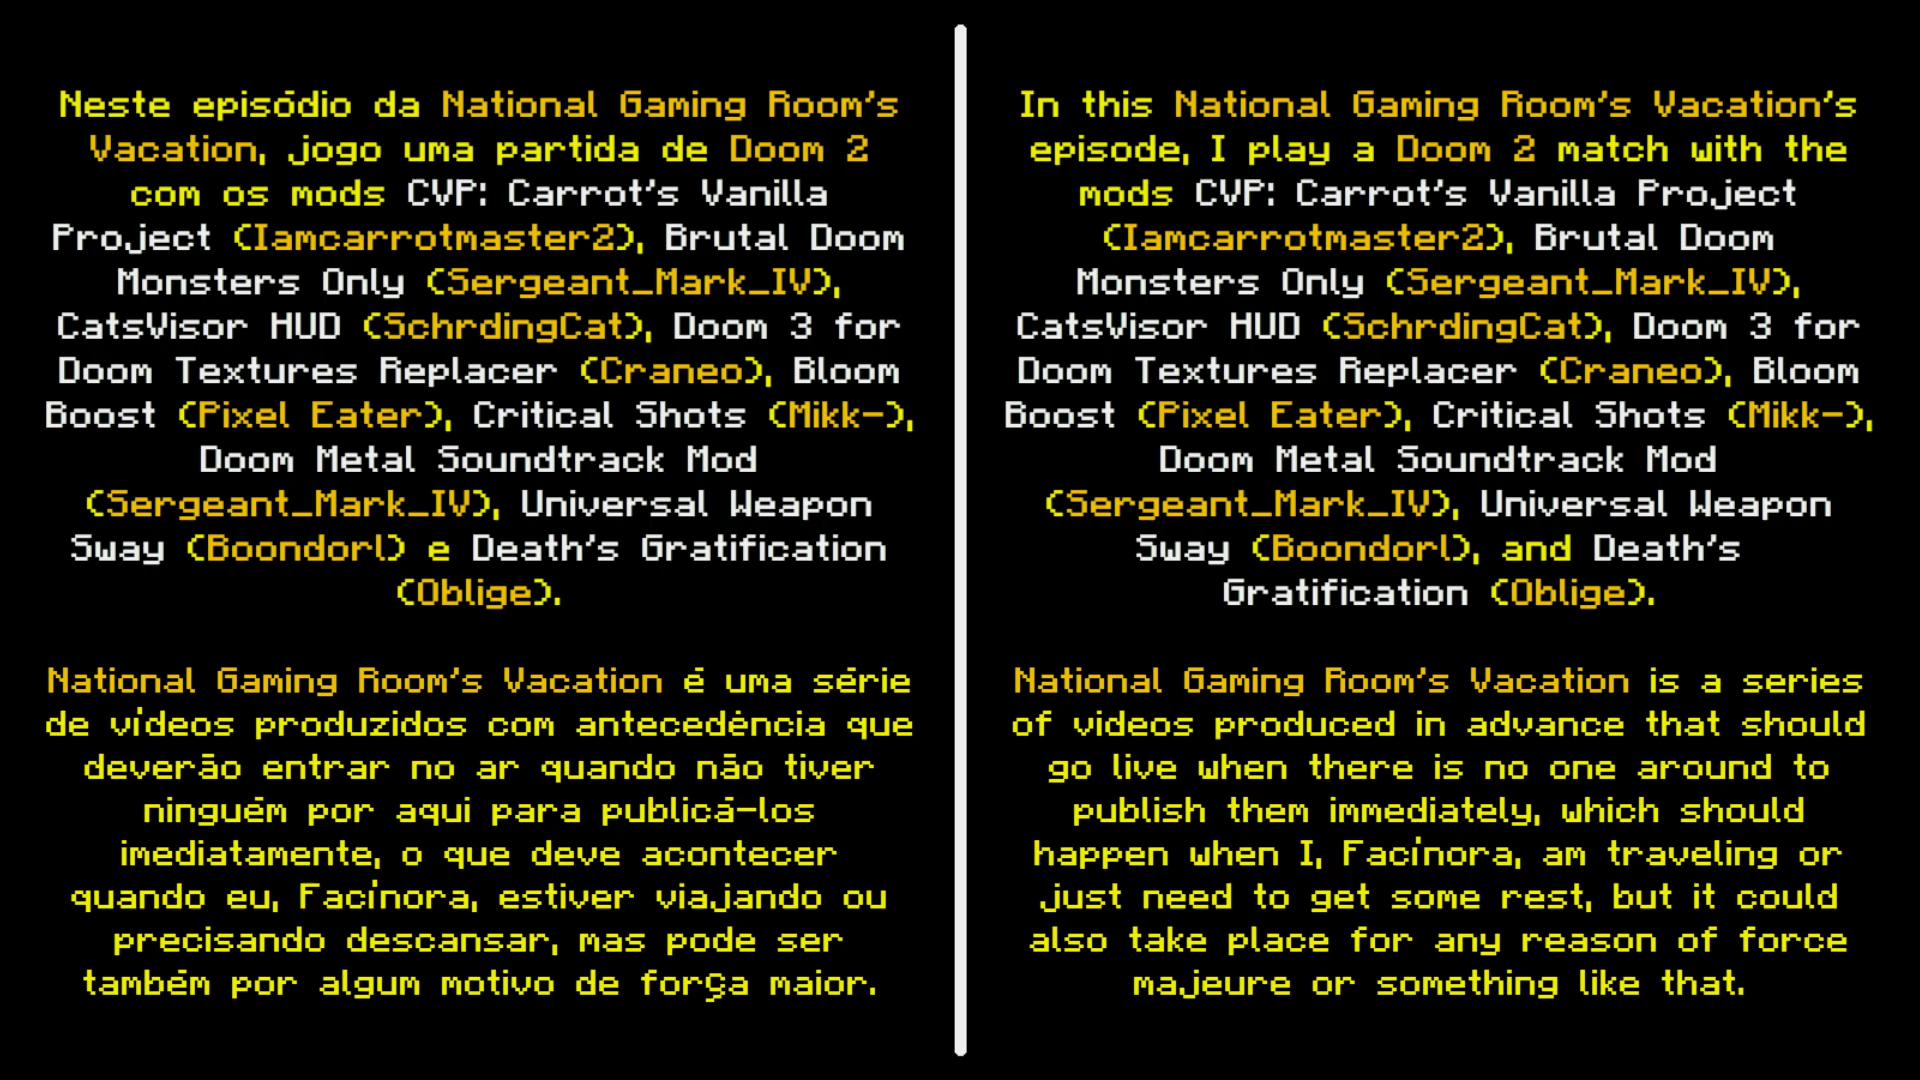 Neste episódio da National Gaming Room's
Vacation, jogo uma partida de Doom 2
com os mods CVP: Carrot's Vanilla
Project (Iamcarrotmaster2), Brutal Doom
Monsters Only (Sergeant_Mark_IV),
CatsVisor HUD (SchrdingCat), Doom 3 for
Doom Textures Replacer (Craneo), Bloom
Boost (Pixel Eater), Critical Shots (Mikk-),
Doom Metal Soundtrack Mod
(Sergeant_Mark_IV), Universal Weapon
Sway (Boondorl) e Death's Gratification
(Oblige).
National Gaming Room's Vacation é uma série
de vídeos produzidos com antecedência que
deverão entrar no ar quando não tiver
ninguém por aqui para publicá-los
imediatamente, o que deve acontecer
quando eu, Facínora, estiver viajando ou
precisando descansar, mas pode ser
também por algum motivo de força maior.
In this National Gaming Room's Vacation's
episode, I play a Doom 2 match with the
mods CVP: Carrot's Vanilla Project
(Iamcarrotmaster2), Brutal Doom
Monsters Only (Sergeant_Mark_IV),
CatsVisor HUD (SchrdingCat), Doom 3 for
Doom Textures Replacer (Craneo), Bloom
Boost (Pixel Eater), Critical Shots (Mikk-),
Doom Metal Soundtrack Mod
(Sergeant_Mark_IV), Universal Weapon
Sway (Boondorl), and Death's
Gratification (Oblige).
National Gaming Room's Vacation is a series
of videos produced in advance that should
go live when there is no one around to
publish them immediately, which should
happen when I, Facínora, am traveling or
just need to get some rest, but it could
also take place for any reason of force
majeure or something like that.